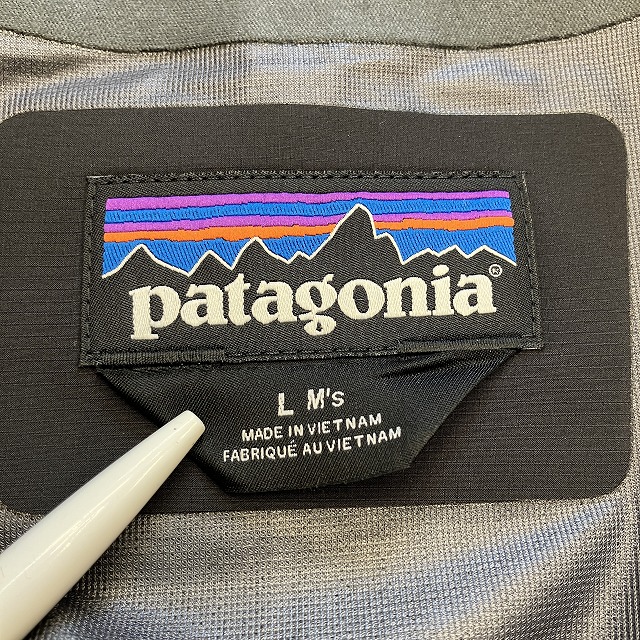 patagonia®
L M's
MADE IN VIETNAM
FABRIQUÉ AU VIETNAM